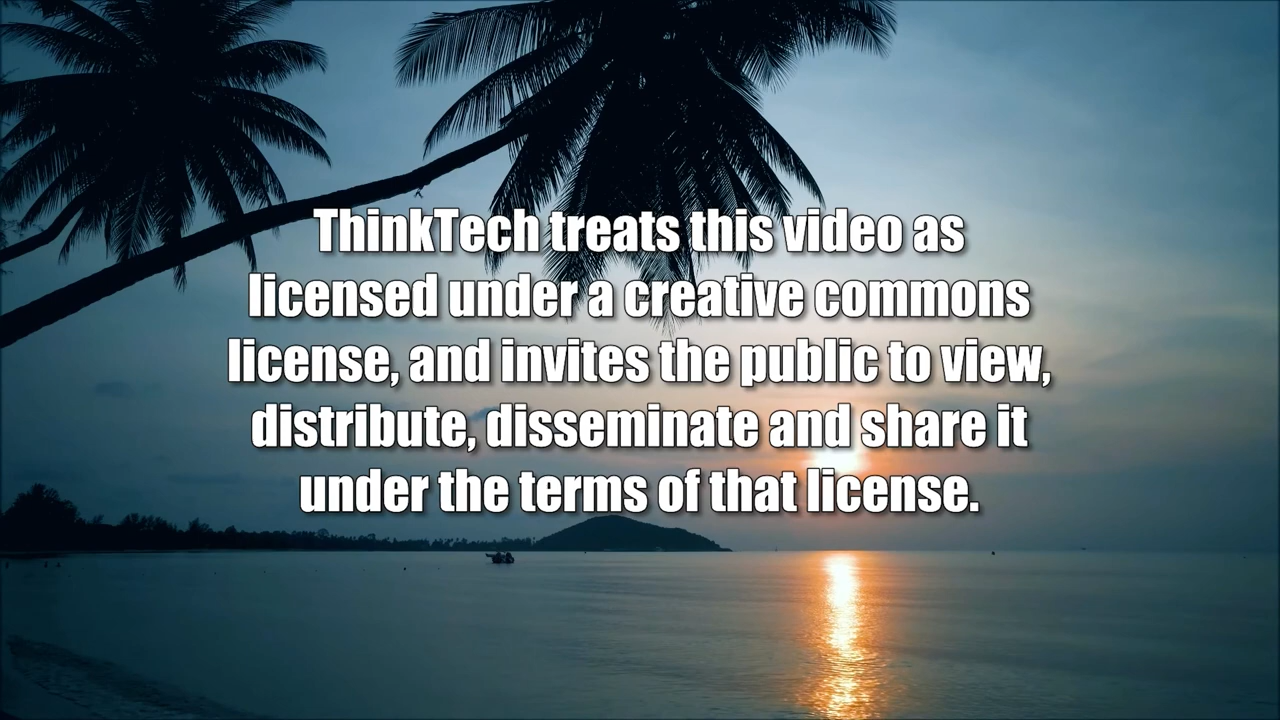 ThinkTech treats this video as
licensed under a creative commons
license, and invites the public to view,
distribute, disseminate and share it
under the terms of that license.